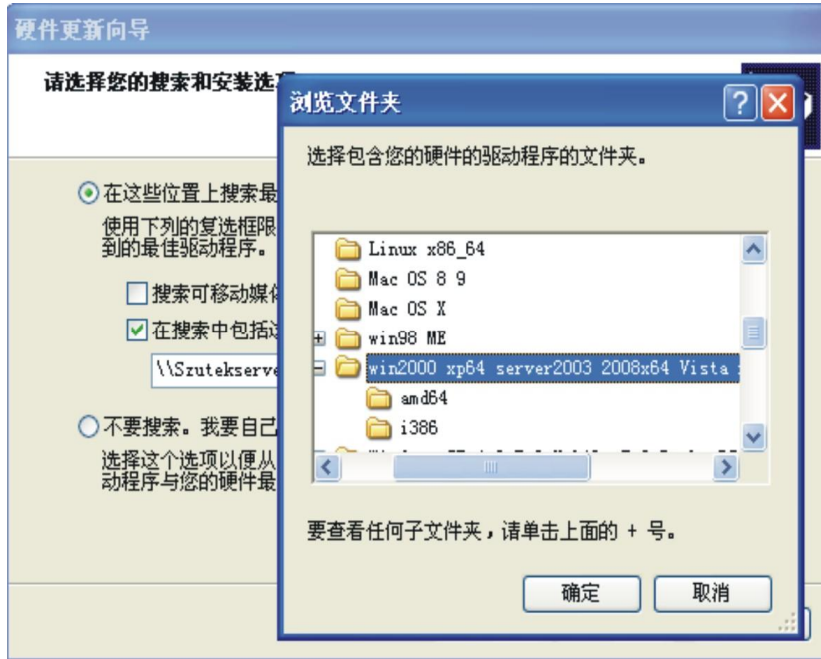 硬件更新向导
请选择您的搜索和安装选
浏览文件夹
选择包含您的硬件的驱动程序的文件夹。
在这些位置上搜索最
使用下列的复选框限
到的最佳驱动程序。
搜索可移动媒体
在搜索中包括
\\Szutekserve
不要搜索。我要自己
选择这个选项以便从
动程序与您的硬件最
Linux x86_64
Mac OS 8 9
Mac OS X
win98 ME
win2000 xp64 server2003 2008x64 Vista
amd64
i386
要查看任何子文件夹，请单击上面的 + 号。
确定
取消